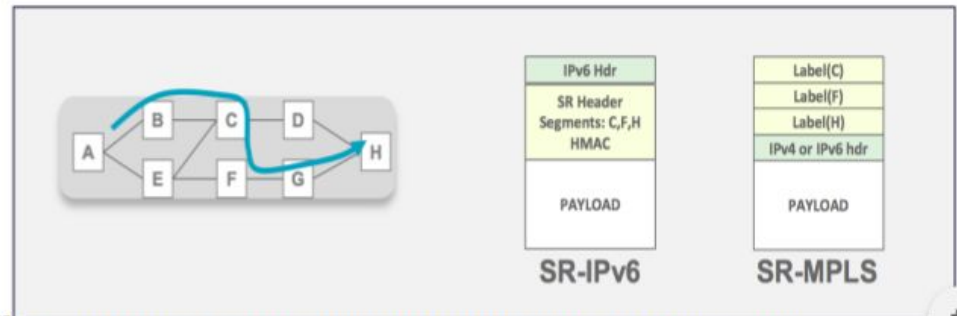 A
B
C
D
E
F
G
H
IPv6 Hdr
SR Header
Segments: C,F,H
HMAC
PAYLOAD
SR-IPv6
Label(C)
Label(F)
Label(H)
IPv4 or IPv6 hdr
PAYLOAD
SR-MPLS